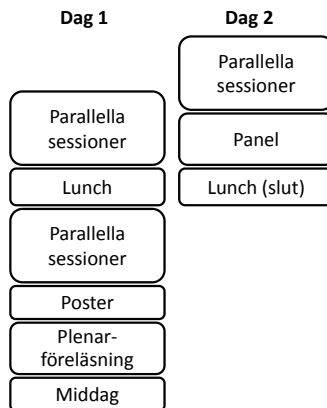 Dag 1
Parallella
sessioner
Lunch
Parallella
sessioner
Poster
Plenar-
föreläsning
Middag
Dag 2
Parallella
sessioner
Panel
Lunch (slut)